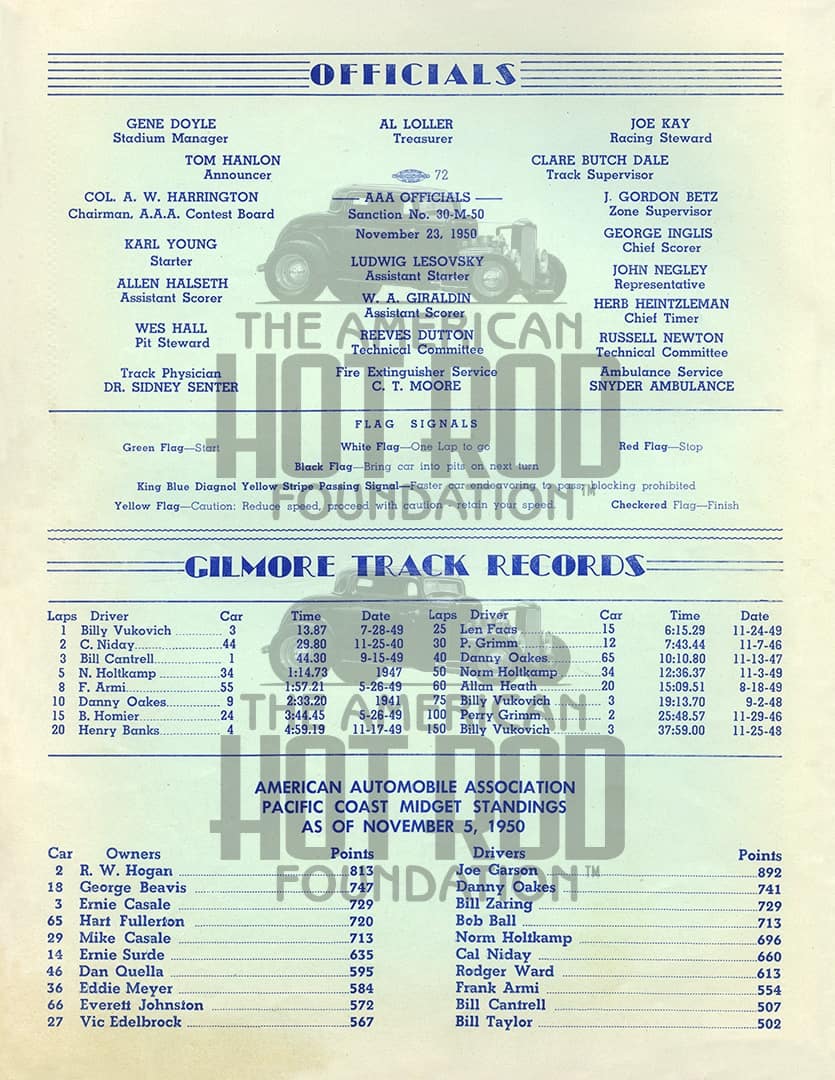 OFFICIALS
GENE DOYLE
Stadium Manager
AL LOLLER
Treasurer
JOE KAY
Racing Steward
TOM HANLON
Announcer
CLARE BUTCH DALE
Track Supervisor
72
COL. A. W. HARRINGTON
Chairman, A.A.A. Contest Board
AAA OFFICIALS
Sanction No. 30-M-50
November 23, 1950
J. GORDON BETZ
Zone Supervisor
KARL YOUNG
Starter
LUDWIG LESOVSKY
Assistant Starter
GEORGE INGLIS
Chief Scorer
ALLEN HALSETH
Assistant Scorer
W. A. GIRALDIN
Assistant Scorer
JOHN NEGLEY
Representative
HERB HEINTZLEMAN
Chief Timer
WES HALL
Pit Steward
REEVES DUTTON
Technical Committee
RUSSELL NEWTON
Technical Committee
Track Physician
DR. SIDNEY SENTER
Fire Extinguisher Service
C. T. MOORE
Ambulance Service
SNYDER AMBULANCE
THE AMERICAN
HOT ROD
FOUNDATION™
FLAG SIGNALS
Green Flag—Start White Flag—One Lap to go Red Flag—Stop
Black Flag—Bring car into pits on next turn
King Blue Diagnol Yellow Stripe Passing Signal—Faster car endeavoring to pass; blocking prohibited
Yellow Flag—Caution: Reduce speed, proceed with caution - retain your speed. Checkered Flag—Finish
GILMORE TRACK RECORDS
Laps Driver Car Time Date Laps Driver Car Time Date
1 Billy Vukovich 3 13.87 7-28-49 25 Len Faas 15 6:15.29 11-24-49
2 C. Niday 44 29.80 11-25-40 30 P. Grimm 12 7:43.44 11-7-46
3 Bill Cantrell 1 44.30 9-15-49 40 Danny Oakes 65 10:10.80 11-13-47
5 N. Holtkamp 34 1:14.73 1947 50 Norm Holtkamp 34 12:36.37 11-3-49
8 F. Armi 55 1:57.21 5-26-49 60 Allan Heath 20 15:09.51 8-18-49
10 Danny Oakes 9 2:33.20 1941 75 Billy Vukovich 3 19:13.70 9-2-48
15 B. Homier 24 3:44.45 5-26-49 100 Perry Grimm 2 25:48.57 11-29-46
20 Henry Banks 4 4:59.19 11-17-49 150 Billy Vukovich 3 37:59.00 11-25-48
THE AMERICAN
HOT ROD
FOUNDATION™
AMERICAN AUTOMOBILE ASSOCIATION
PACIFIC COAST MIDGET STANDINGS
AS OF NOVEMBER 5, 1950
Car Owners Points Drivers Points
2 R. W. Hogan 813 Joe Garson 892
18 George Beavis 747 Danny Oakes 741
3 Ernie Casale 729 Bill Zaring 729
65 Hart Fullerton 720 Bob Ball 713
29 Mike Casale 713 Norm Holtkamp 696
14 Ernie Surde 635 Cal Niday 660
46 Dan Quella 595 Rodger Ward 613
36 Eddie Meyer 584 Frank Armi 554
66 Everett Johnston 572 Bill Cantrell 507
27 Vic Edelbrock 567 Bill Taylor 502